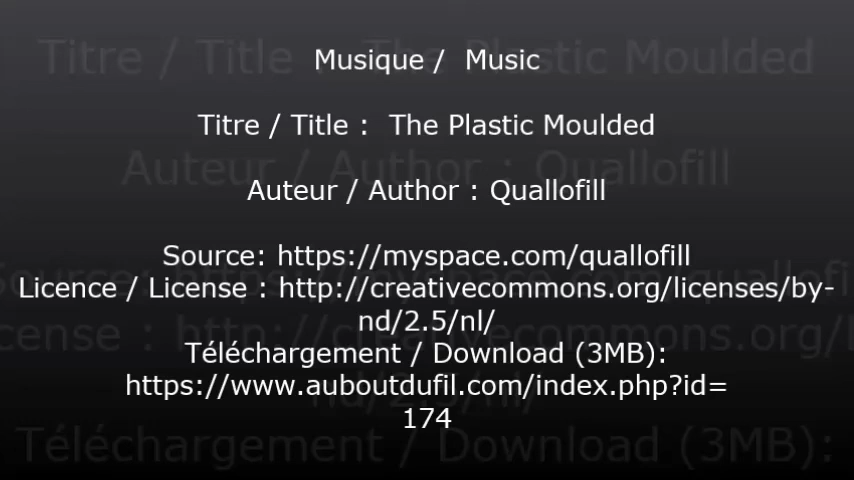 Musique /  Music
Titre / Title :  The Plastic Moulded
Auteur / Author : Quallofill
Source: https://myspace.com/quallofill
Licence / License : http://creativecommons.org/licenses/by-
nd/2.5/nl/
Téléchargement / Download (3MB):
https://www.auboutdufil.com/index.php?id=
174